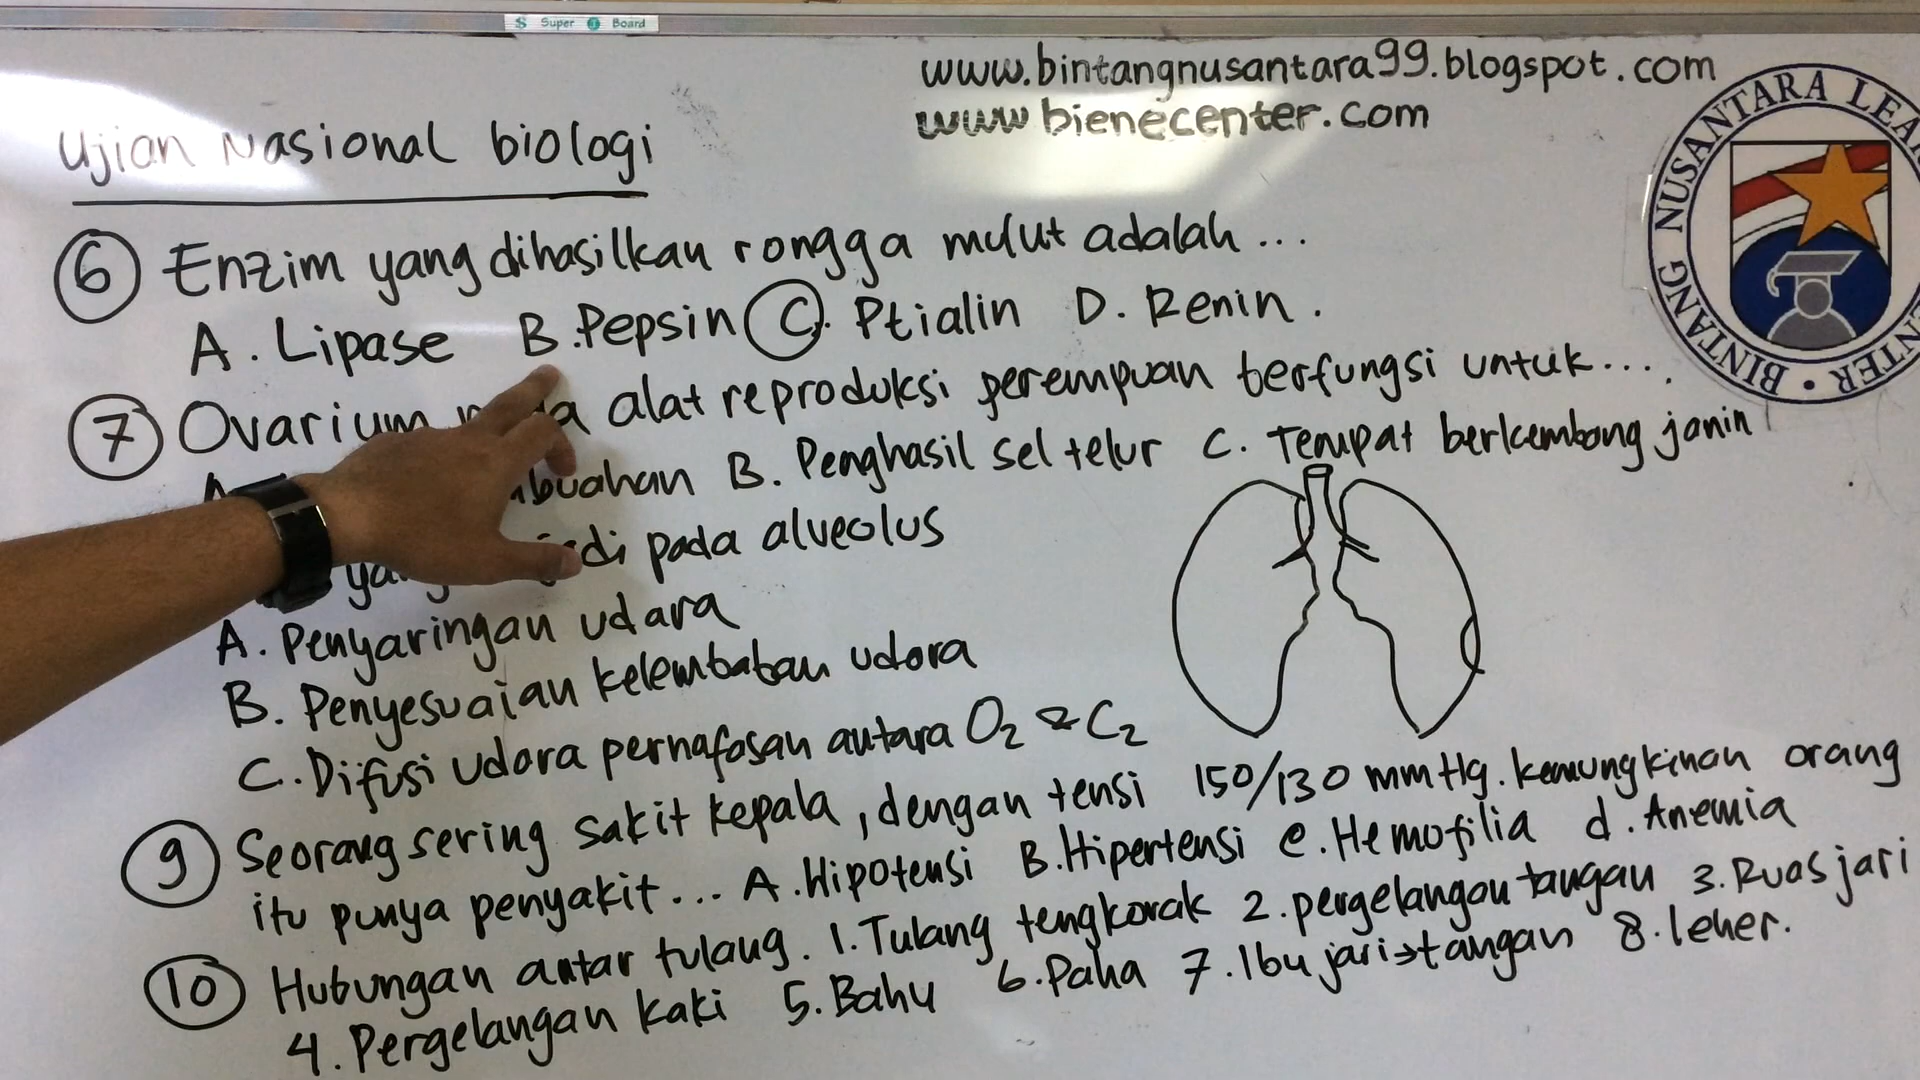 S Super Board
www.bintangnusantara99.blogspot.com
www.bienecenter.com
Ujian Nasional biologi
6 Enzim yang dihasilkan rongga mulut adalah ...
A. Lipase B. Pepsin C. Ptialin D. Renin.
7 Ovarium alat reproduksi perempuan berfungsi untuk....
B. Penghasil sel telur C. Tempat berkembang janin
pada alveolus
A. Penyaringan udara
B. Penyesuaian kelembaban udara
C. Difusi udara pernafasan antara O2 & C2
9 Seorang sering sakit kepala, dengan tensi 150/130 mmHg. kemungkinan orang
itu punya penyakit... A. Hipotensi B. Hipertensi c. Hemofilia d. Anemia
10 Hubungan antar tulang. 1. Tulang tengkorak 2. pergelangan tangan 3. Ruas jari
4. Pergelangan kaki 5. Bahu 6. Paha 7. Ibu jari→tangan 8. leher.
BINTANG NUSANTARA